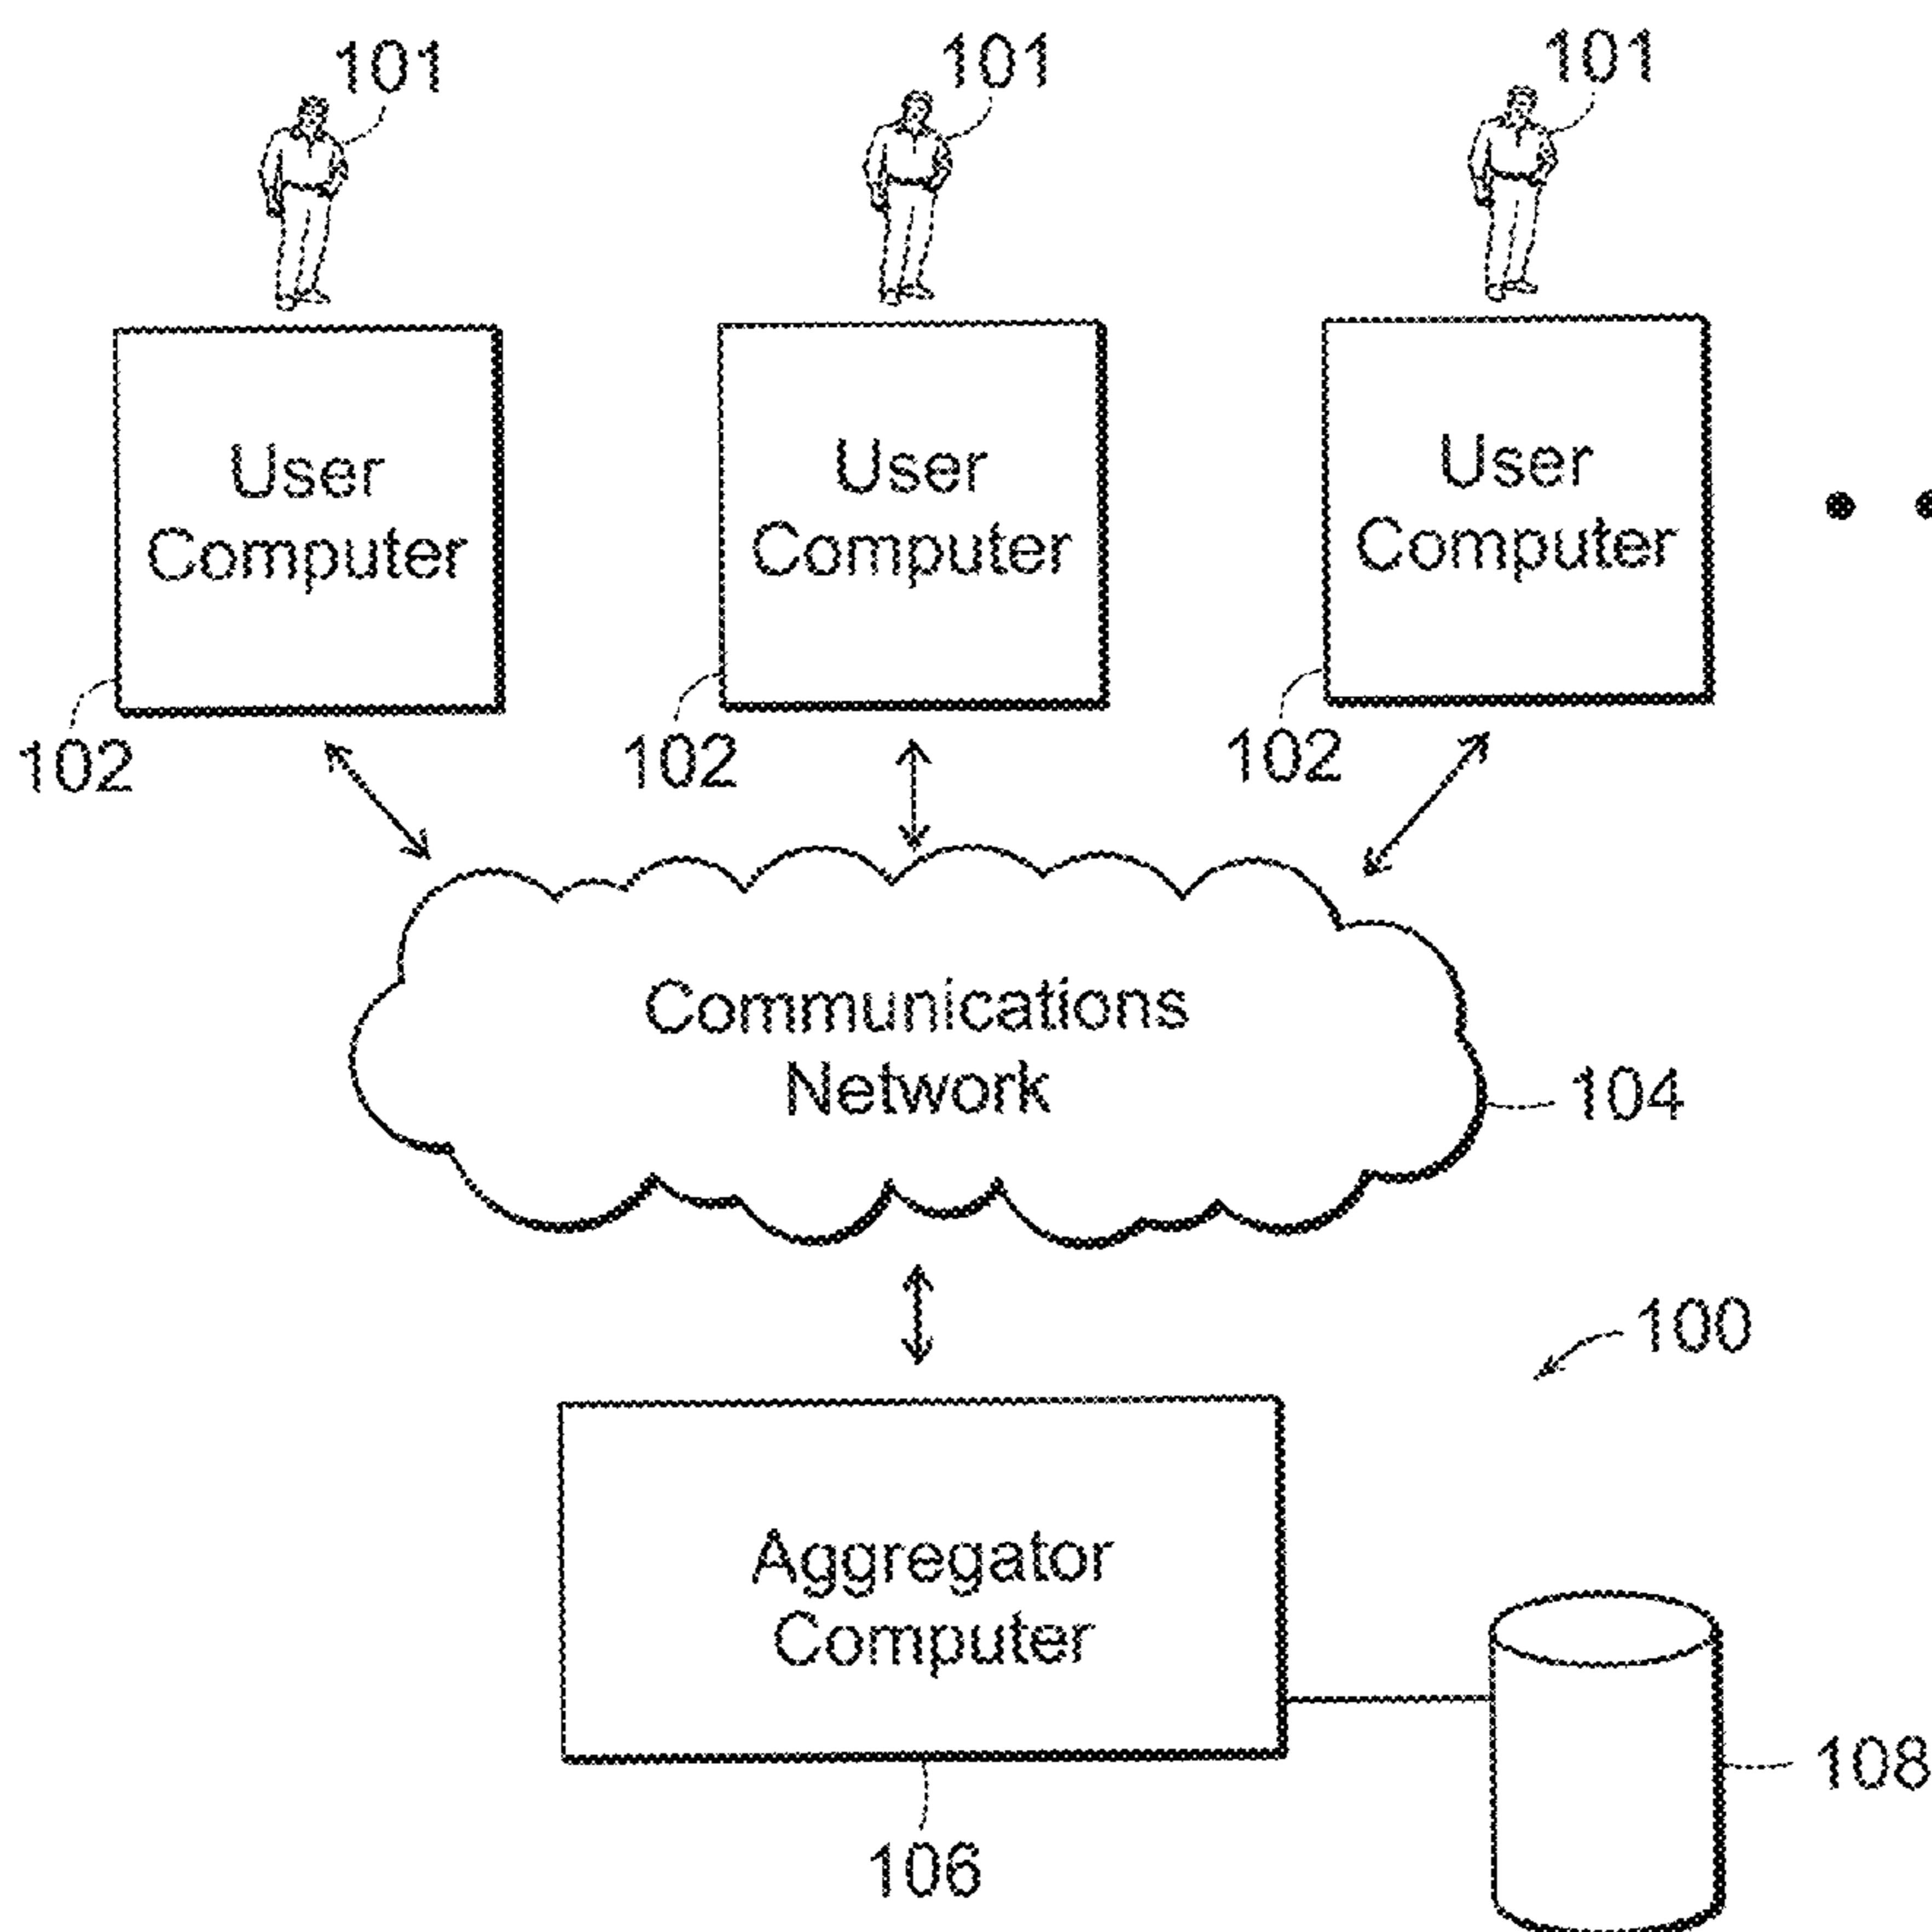 101 101 101
User User User
Computer Computer Computer
102 102 102
Communications
Network
104
100
Aggregator
Computer
108
106